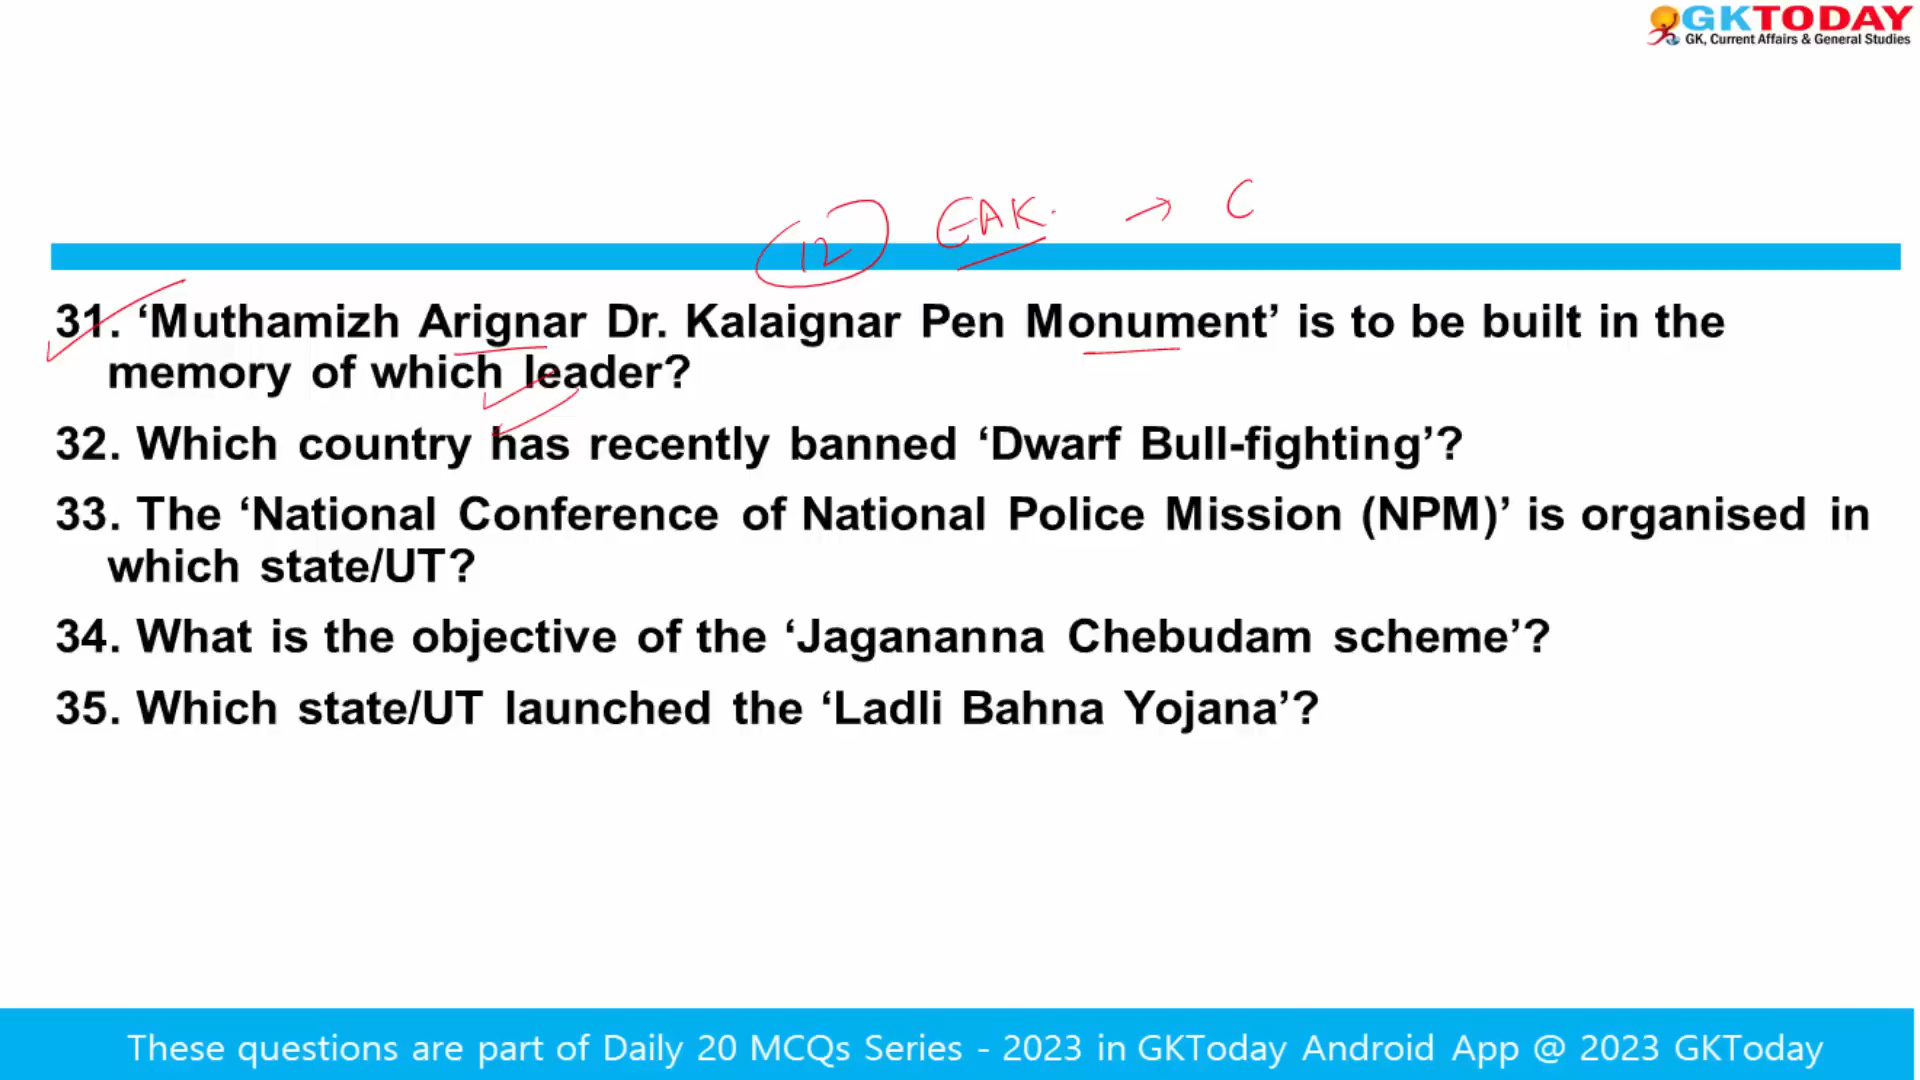 GKTODAY
GK, Current Affairs & General Studies
12 EAK. → C
31. ‘Muthamizh Arignar Dr. Kalaignar Pen Monument’ is to be built in the
memory of which leader?
32. Which country has recently banned ‘Dwarf Bull-fighting’?
33. The ‘National Conference of National Police Mission (NPM)’ is organised in
which state/UT?
34. What is the objective of the ‘Jagananna Chebudam scheme’?
35. Which state/UT launched the ‘Ladli Bahna Yojana’?
These questions are part of Daily 20 MCQs Series - 2023 in GKToday Android App @ 2023 GKToday